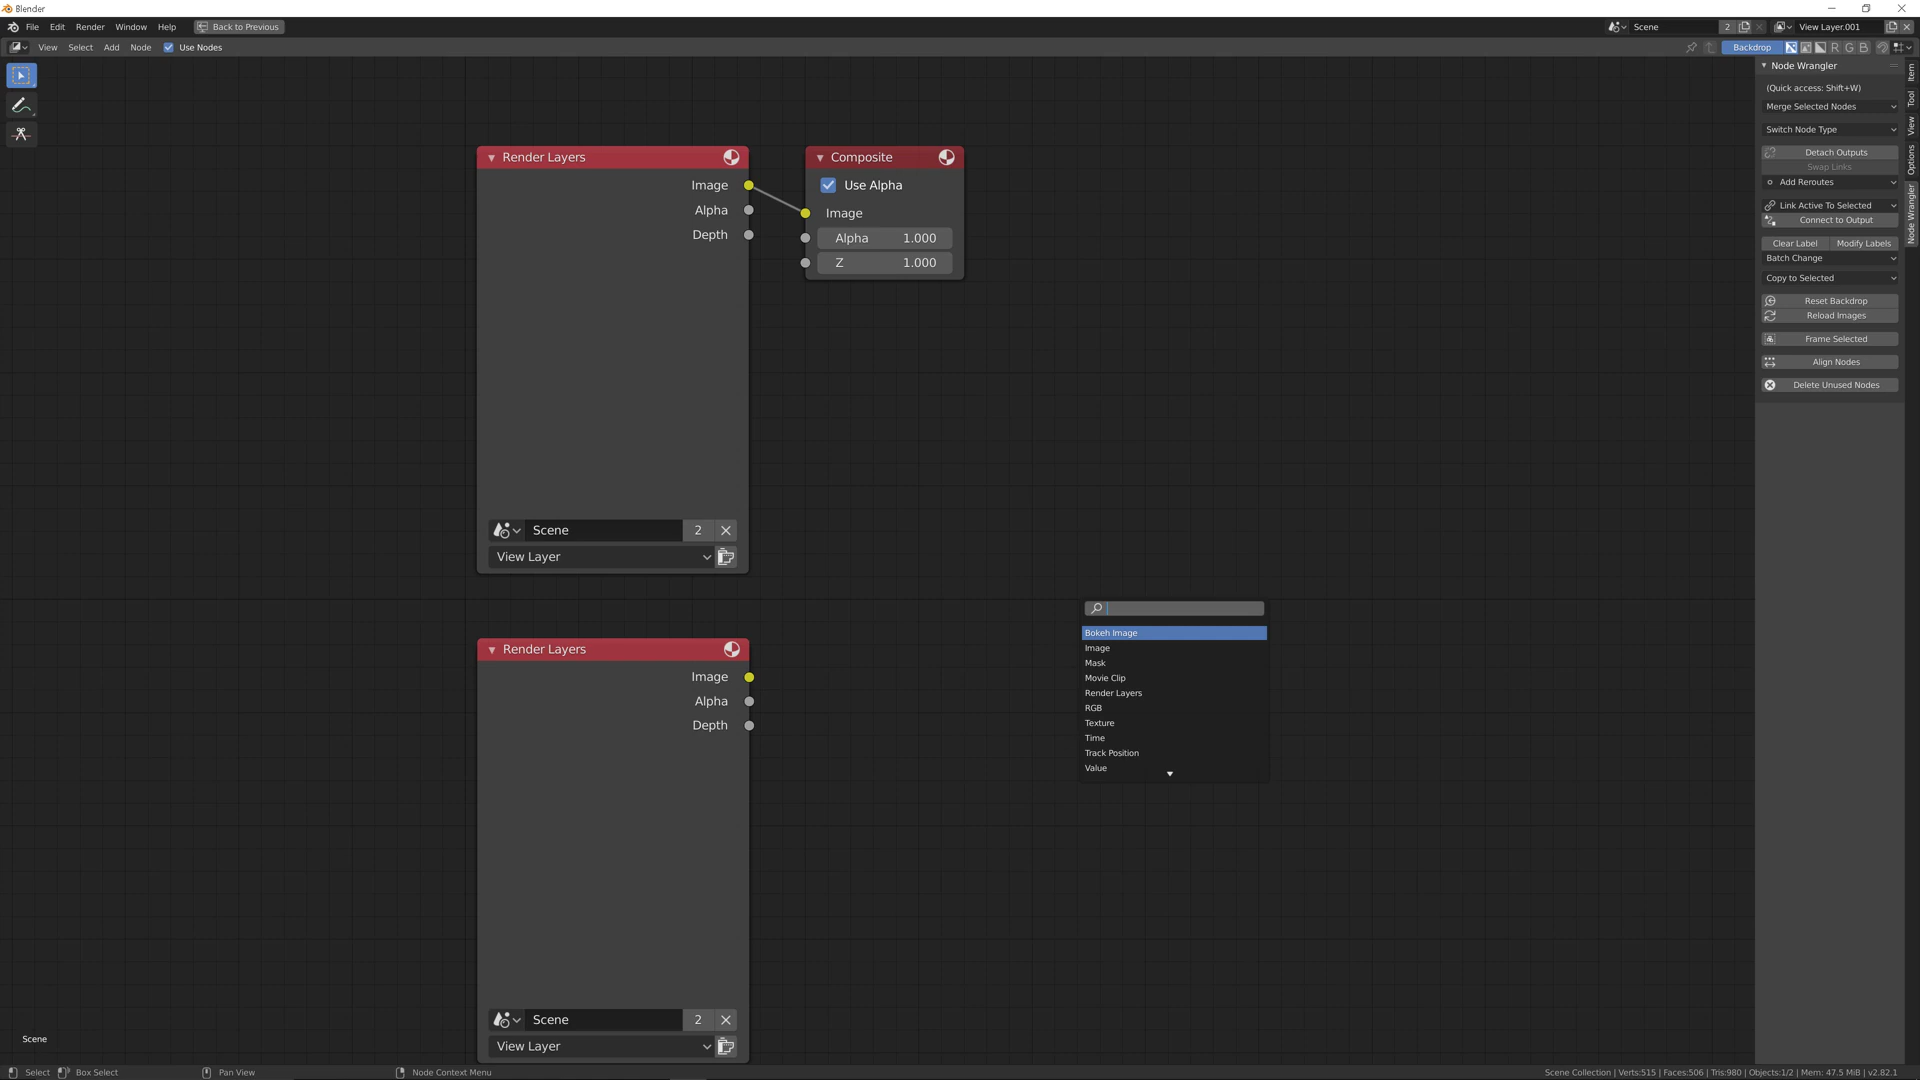 Blender
File Edit Render Window Help Back to Previous Scene 2 View Layer.001
View Select Add Node Use Nodes Backdrop R G B
Node Wrangler
(Quick access: Shift+W)
Merge Selected Nodes
Switch Node Type
Detach Outputs
Swap Links
Add Reroutes
Link Active To Selected
Connect to Output
Clear Label Modify Labels
Batch Change
Copy to Selected
Reset Backdrop
Reload Images
Frame Selected
Align Nodes
Delete Unused Nodes
Item
Tool
View
Options
Node Wrangler
Render Layers
Image
Alpha
Depth
Scene 2
View Layer
Composite
Use Alpha
Image
Alpha 1.000
Z 1.000
Render Layers
Image
Alpha
Depth
Scene 2
View Layer
Bokeh Image
Image
Mask
Movie Clip
Render Layers
RGB
Texture
Time
Track Position
Value
Scene
Select Box Select Pan View Node Context Menu Scene Collection | Verts:515 | Faces:506 | Tris:980 | Objects:1/2 | Mem: 47.5 MiB | v2.82.1